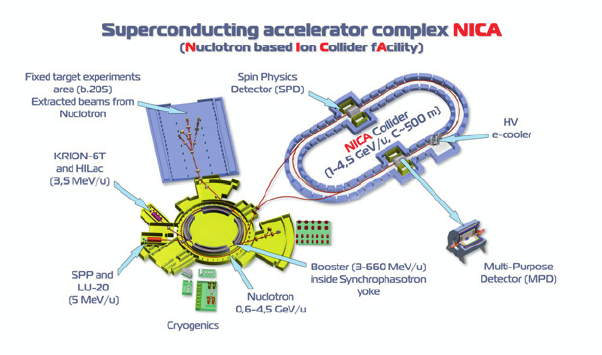 Superconducting accelerator complex NICA
(Nuclotron based Ion Collider fAcility)
Fixed target experiments
area (b.205)
Extracted beams from
Nuclotron
Spin Physics
Detector (SPD)
NICA Collider
(1-4,5 GeV/u, C~500 m)
HV
e-cooler
KRION-6T
and HILac
(3,5 MeV/u)
SPP and
LU-20
(5 MeV/u)
Cryogenics
Nuclotron
0,6-4,5 GeV/u
Booster (3-660 MeV/u)
inside Synchrophasotron
yoke
Multi-Purpose
Detector (MPD)